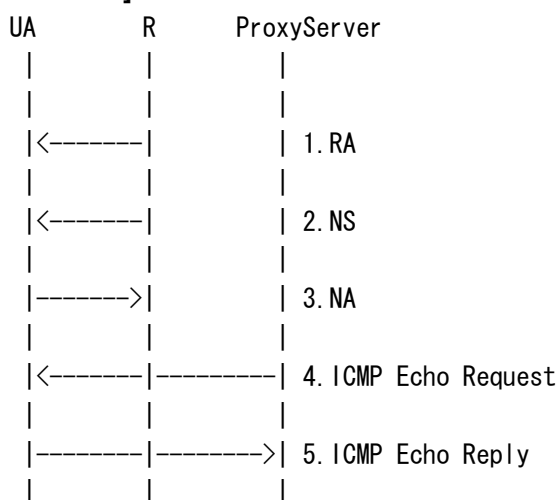 UA R ProxyServer
| | |
| | |
|<-------| | 1.RA
| | |
|<-------| | 2.NS
| | |
|------->| | 3.NA
| | |
|<-------|---------| 4.ICMP Echo Request
| | |
|--------|-------->| 5.ICMP Echo Reply
| | |